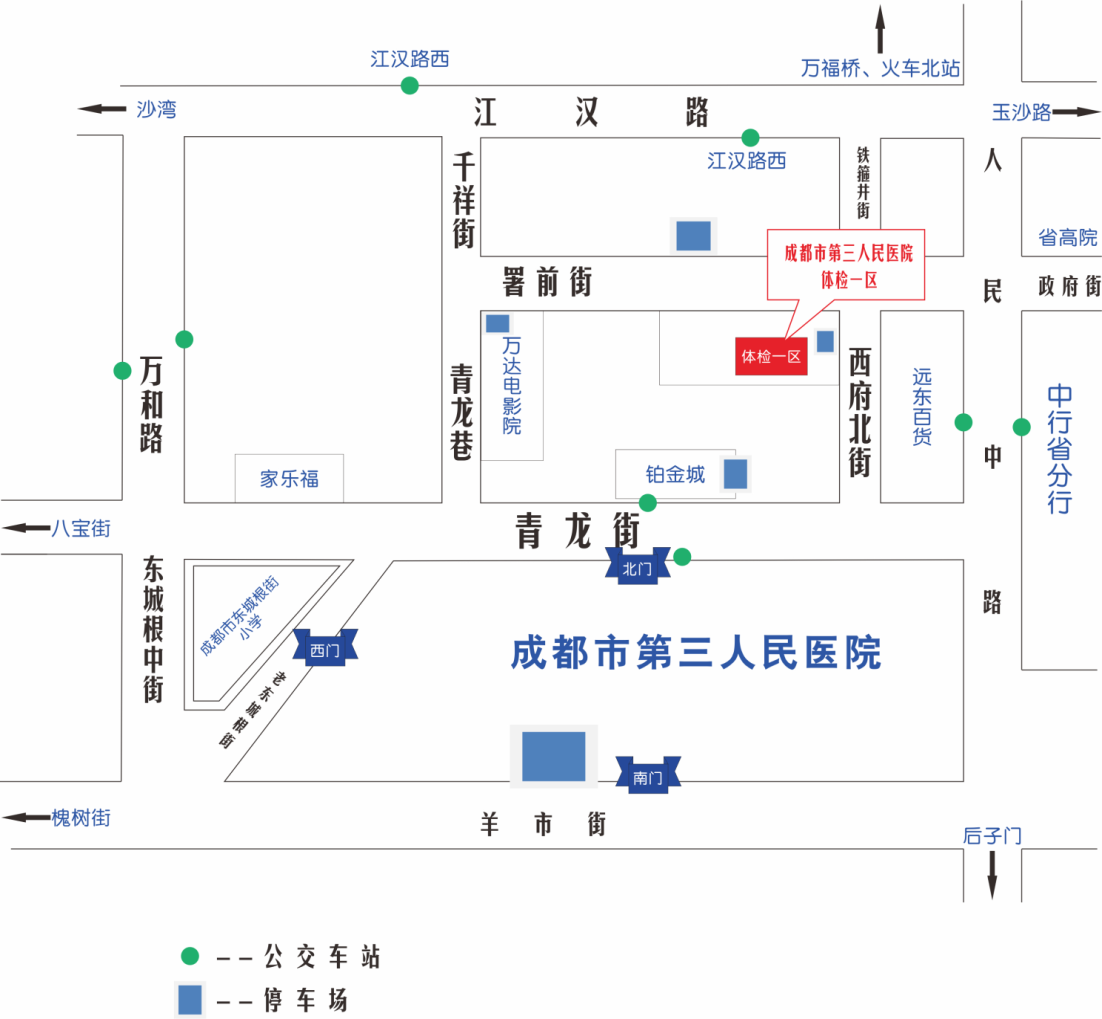 江汉路西
万福桥、火车北站
沙湾
江汉路
玉沙路
江汉路西
千祥街
铁箍井街
人民中路
省高院
成都市第三人民医院
体检一区
署前街
政府街
万达电影院
体检一区
万和路
青龙巷
西府北街
远东百货
中行省分行
家乐福
铂金城
八宝街
青龙街
北门
东城根中街
成都市东城根街
小学
西门
成都市第三人民医院
老东城根街
南门
槐树街
羊市街
后子门
--公交车站
--停车场